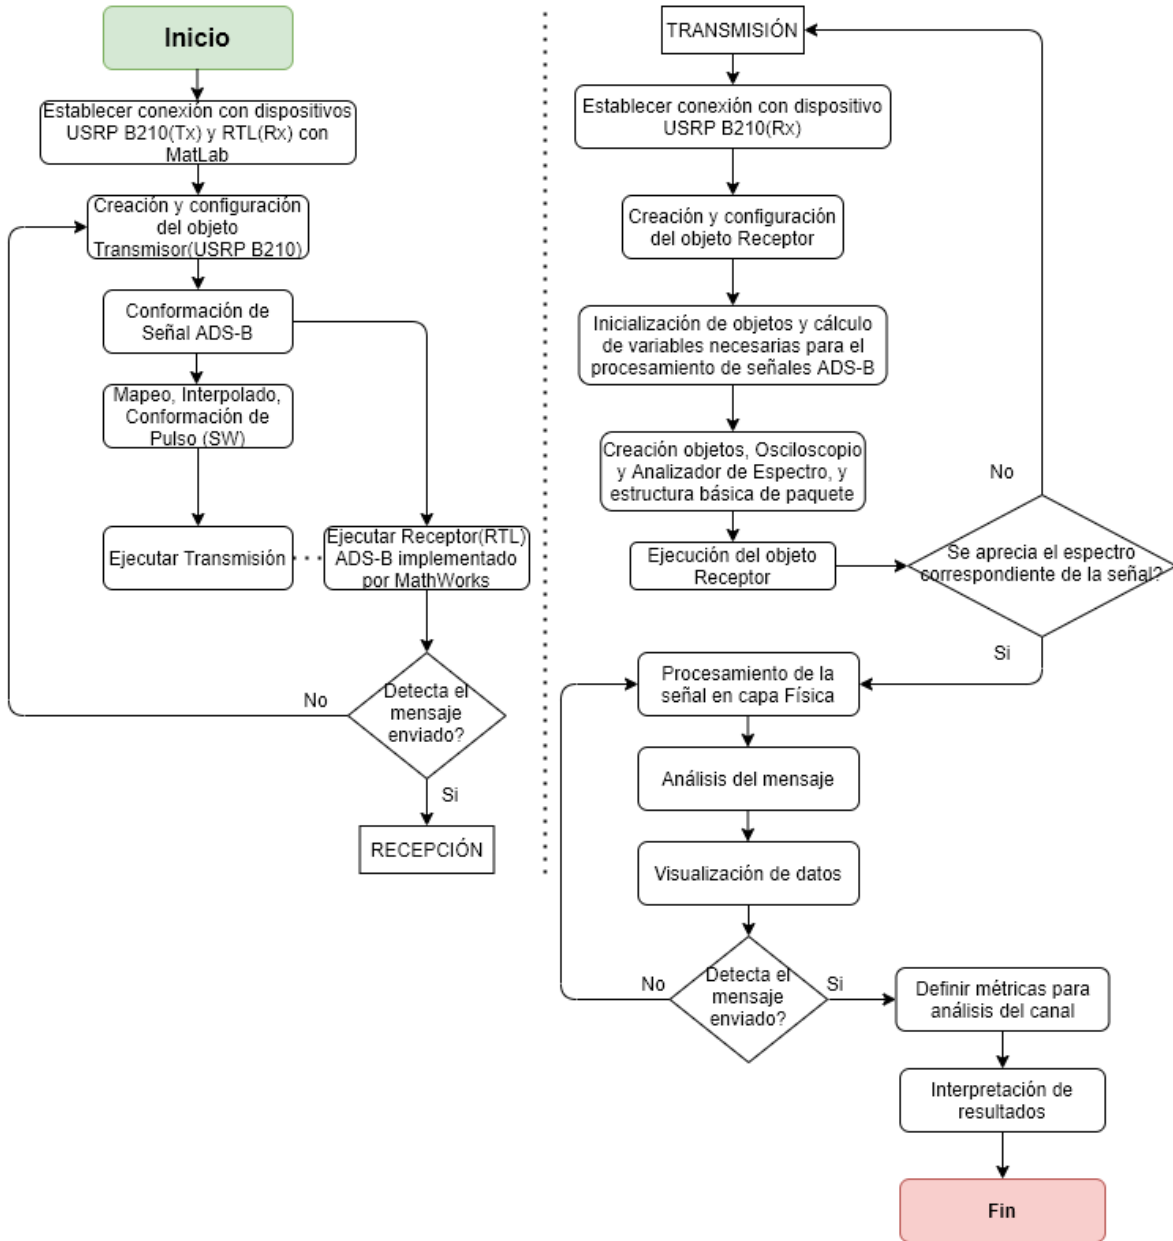 Inicio
Establecer conexión con dispositivos
USRP B210(Tx) y RTL(Rx) con
MatLab
Creación y configuración
del objeto
Transmisor(USRP B210)
Conformación de
Señal ADS-B
Mapeo, Interpolado,
Conformación de
Pulso (SW)
Ejecutar Transmisión
Ejecutar Receptor(RTL)
ADS-B implementado
por MathWorks
Detecta el
mensaje
enviado?
No
Si
RECEPCIÓN
TRANSMISIÓN
Establecer conexión con dispositivo
USRP B210(Rx)
Creación y configuración
del objeto Receptor
Inicialización de objetos y cálculo
de variables necesarias para el
procesamiento de señales ADS-B
Creación objetos, Osciloscopio
y Analizador de Espectro, y
estructura básica de paquete
Ejecución del objeto
Receptor
Se aprecia el espectro
correspondiente de la señal?
No
Si
Procesamiento de la
señal en capa Física
Análisis del mensaje
Visualización de datos
Detecta el
mensaje
enviado?
No
Si
Definir métricas para
análisis del canal
Interpretación de
resultados
Fin